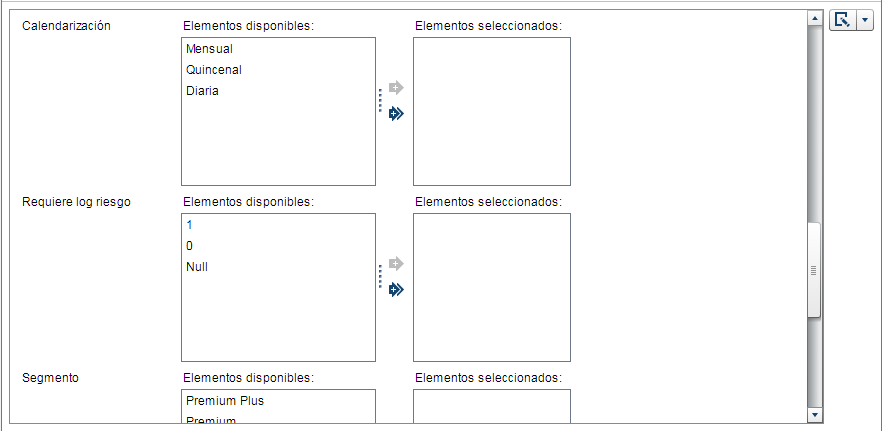 Calendarización Elementos disponibles: Elementos seleccionados:
Mensual
Quincenal
Diaria
Requiere log riesgo Elementos disponibles: Elementos seleccionados:
1
0
Null
Segmento Elementos disponibles: Elementos seleccionados:
Premium Plus
Premium